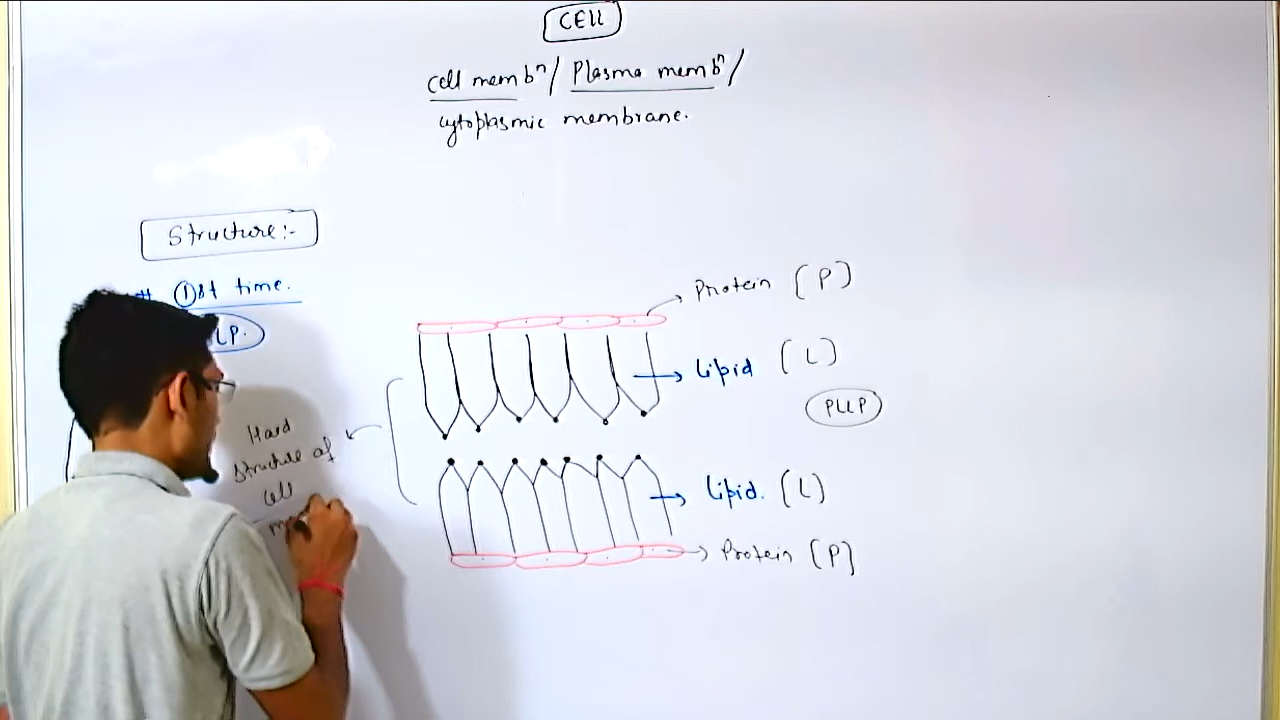 CELL
Cell membⁿ/ Plasma membⁿ/
cytoplasmic membrane.
Structure:-
①st time.
LP.
Hard
Structure of
Cell
Protein [P]
Lipid [L]
PLLP
Lipid. [L]
Protein [P]